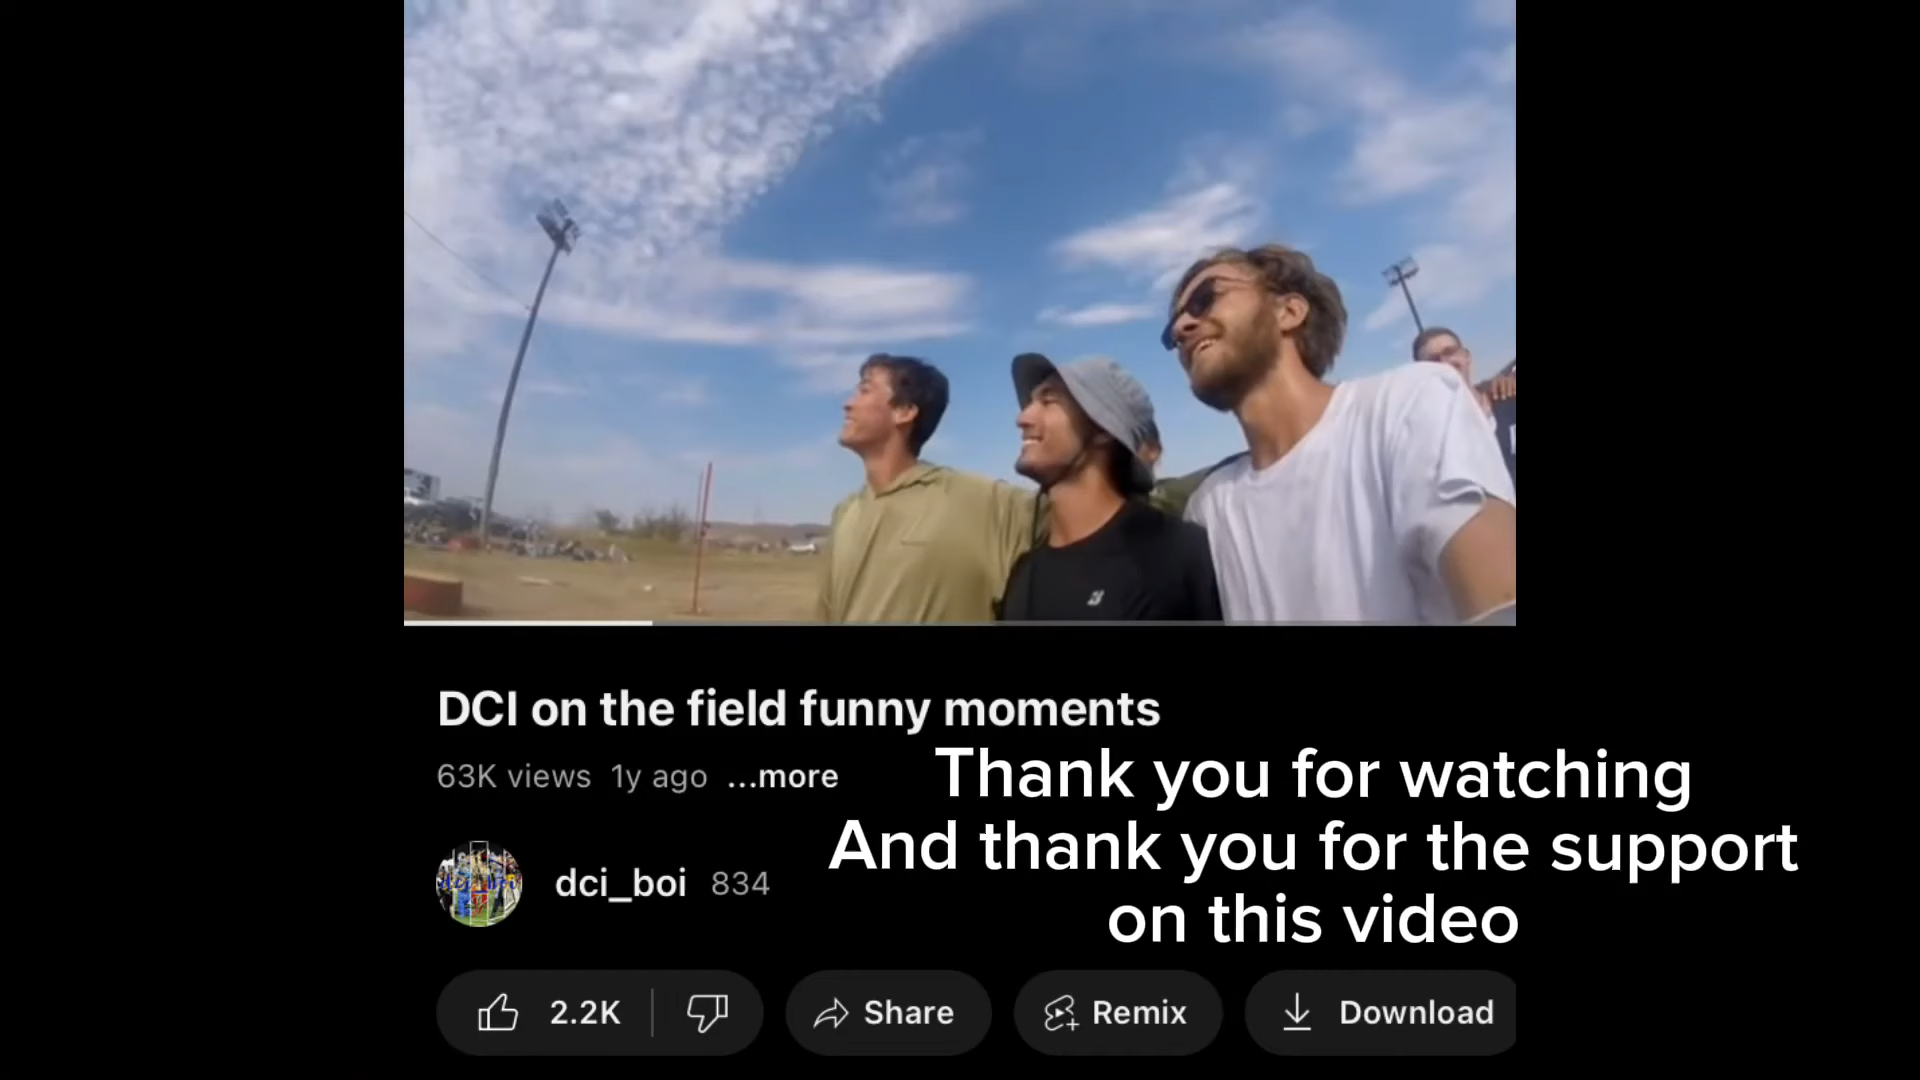 DCI on the field funny moments
63K views 1y ago ...more
Thank you for watching
And thank you for the support
on this video
dci_boi 834
2.2K
Share
Remix
Download